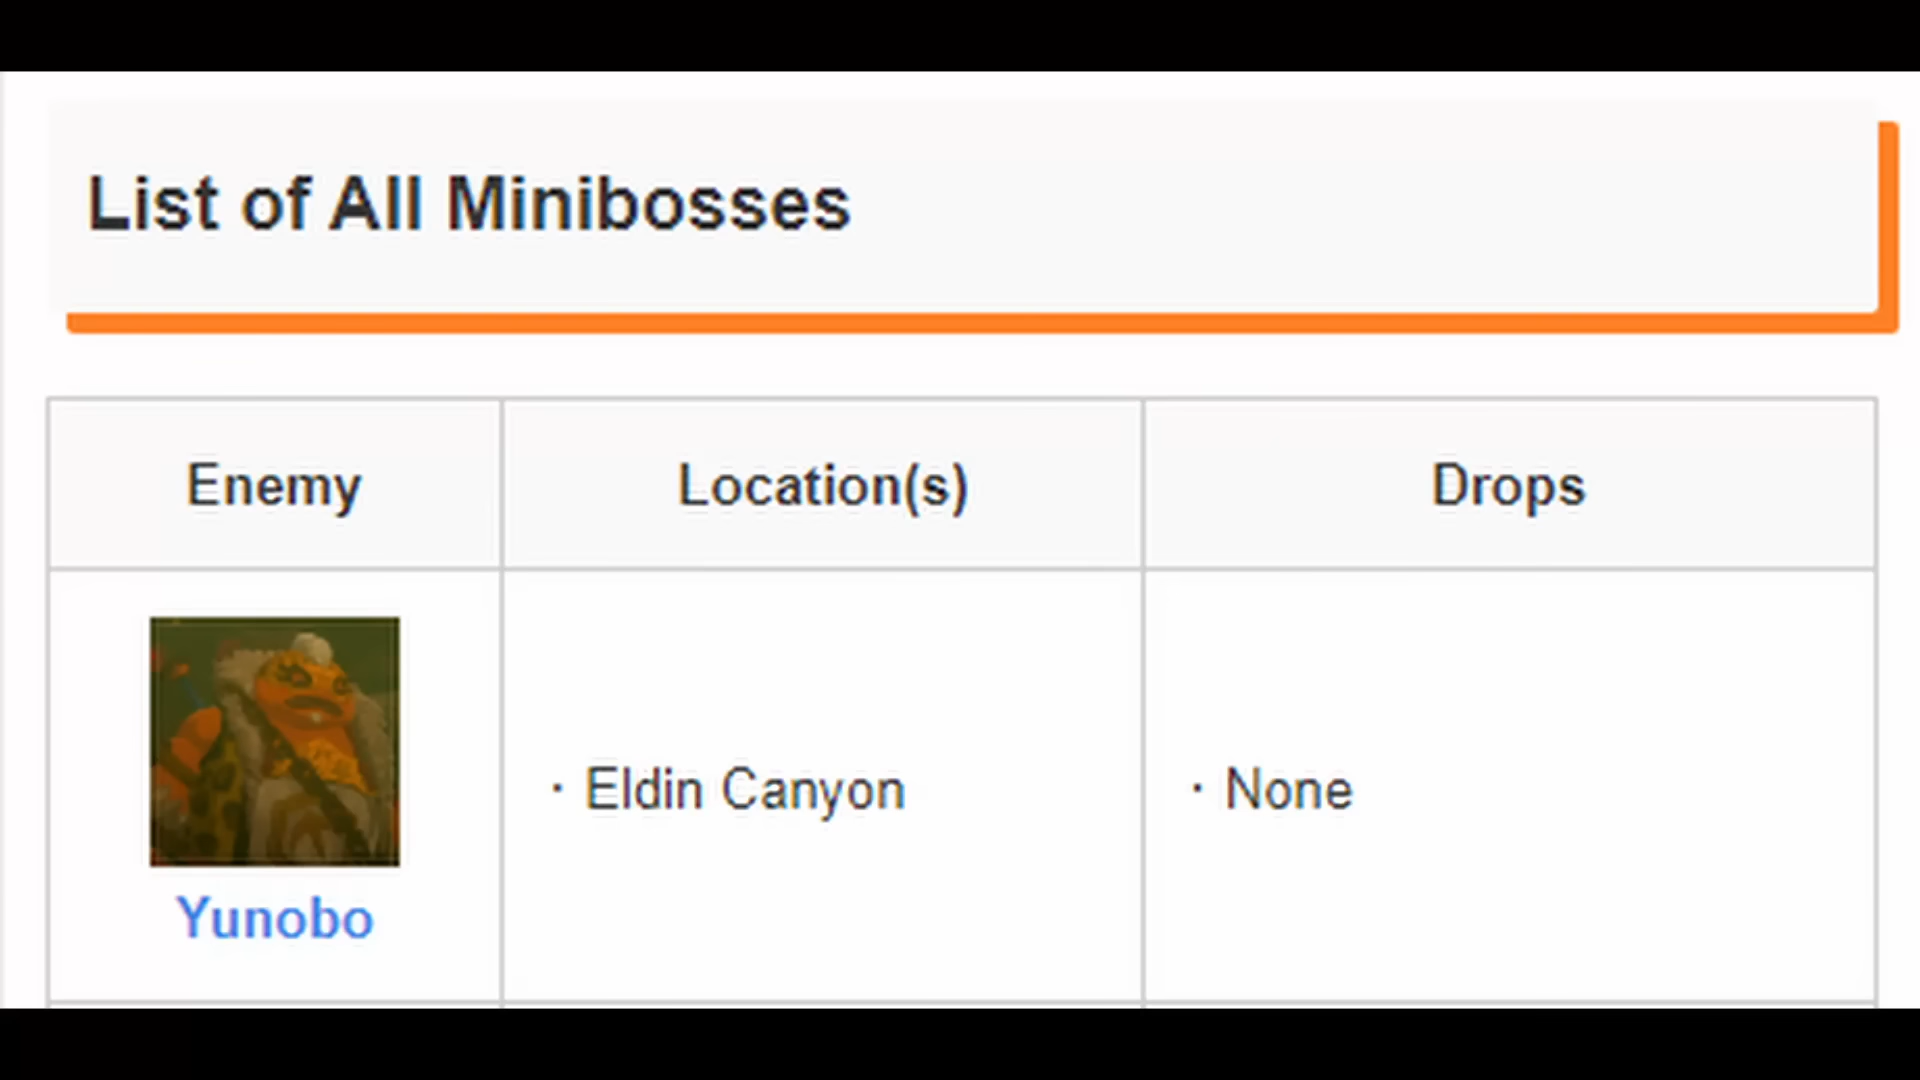 List of All Minibosses
Enemy Location(s) Drops
· Eldin Canyon · None
Yunobo